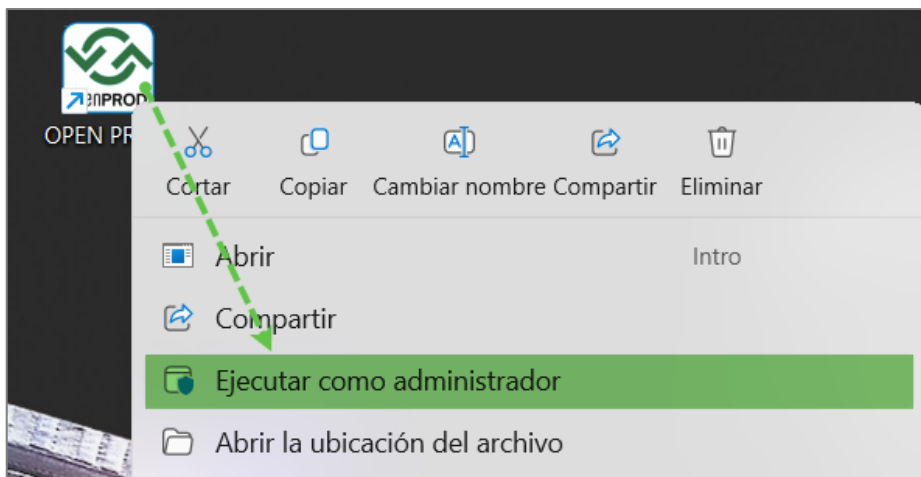 OPEN PR
Cortar
Copiar
Cambiar nombre
Compartir
Eliminar
Abrir
Intro
Compartir
Ejecutar como administrador
Abrir la ubicación del archivo